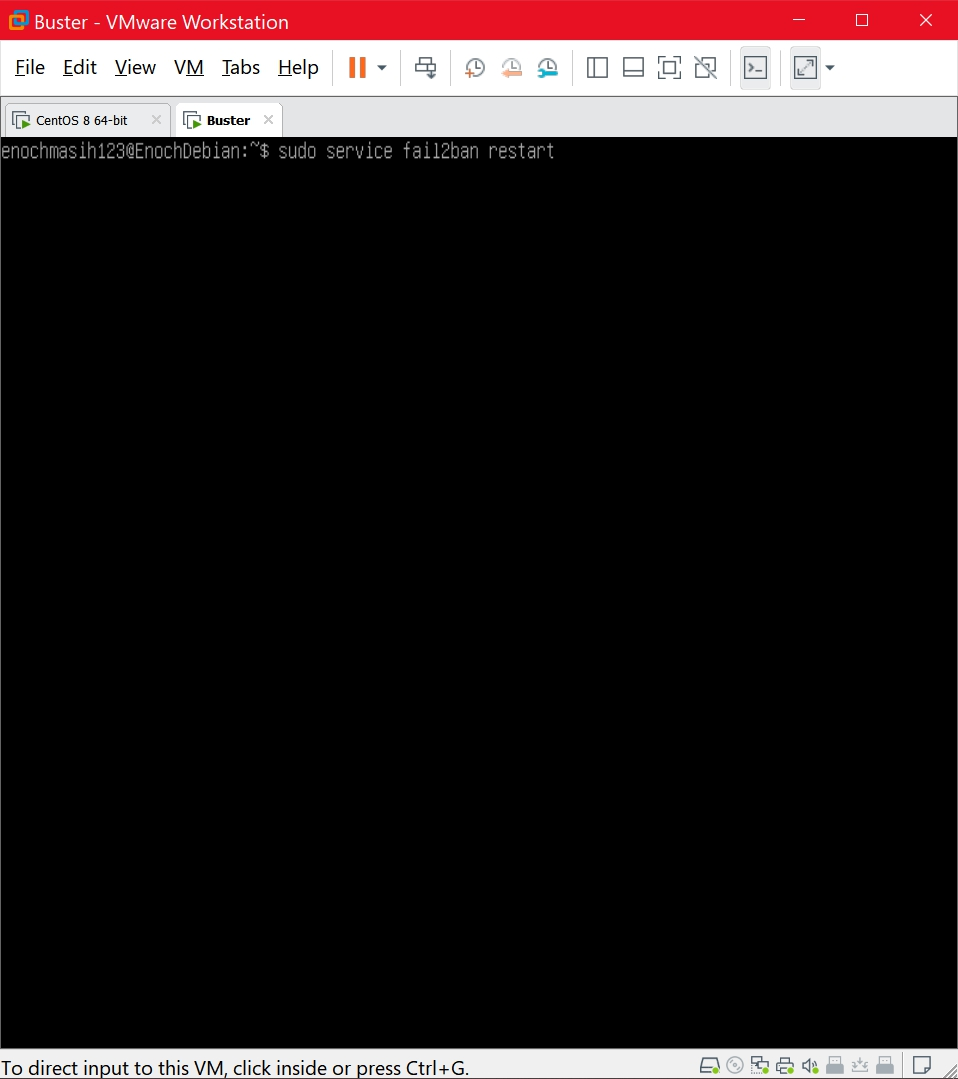 Buster - VMware Workstation
File Edit View VM Tabs Help
CentOS 8 64-bit Buster
enochmasih123@EnochDebian:~$ sudo service fail2ban restart
To direct input to this VM, click inside or press Ctrl+G.